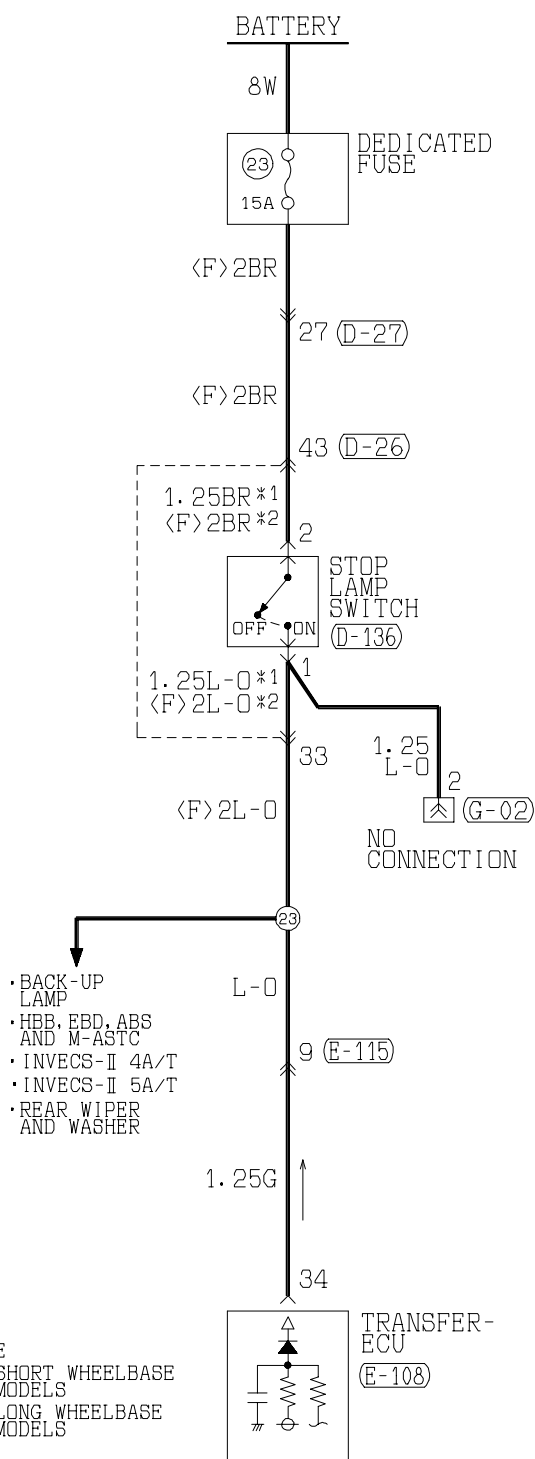 BATTERY
8W
DEDICATED
FUSE
23
15A
<F>2BR
27 (D-27)
<F>2BR
43 (D-26)
1.25BR*1
<F>2BR*2
2
STOP
LAMP
SWITCH
(D-136)
OFF ON
1
1.25L-O*1
<F>2L-O*2
33
1.25
L-O
2
(G-02)
NO
CONNECTION
<F>2L-O
23
·BACK-UP
LAMP
·HBB, EBD, ABS
AND M-ASTC
·INVECS-Ⅱ 4A/T
·INVECS-Ⅱ 5A/T
·REAR WIPER
AND WASHER
L-O
9 (E-115)
1.25G
34
TRANSFER-
ECU
(E-108)
E
SHORT WHEELBASE
MODELS
LONG WHEELBASE
MODELS